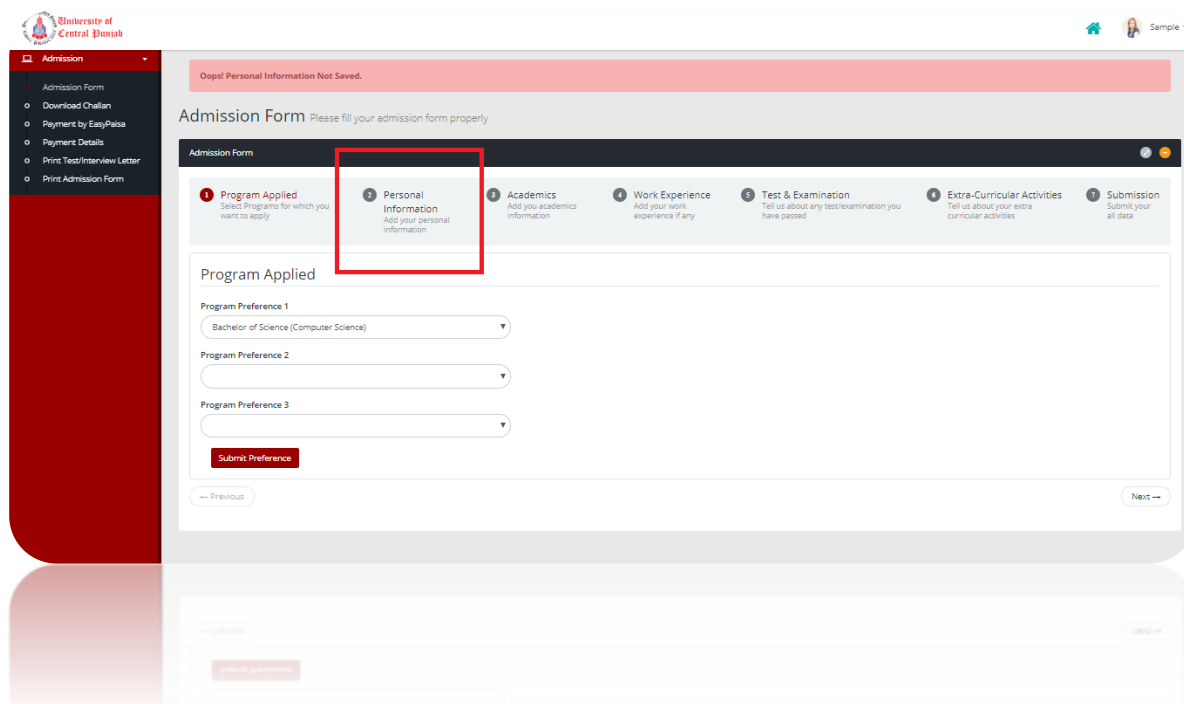 University of
Central Punjab
Sample
Admission
Admission Form
Download Challan
Payment by EasyPaisa
Payment Details
Print Test/Interview Letter
Print Admission Form
Oops! Personal Information Not Saved.
Admission Form Please fill your admission form properly
Admission Form
1 Program Applied
Select Programs for which you
want to apply
2 Personal
Information
Add your personal
information
3 Academics
Add you academics
information
4 Work Experience
Add your work
experience if any
5 Test & Examination
Tell us about any test/examination you
have passed
6 Extra-Curricular Activities
Tell us about your extra
curricular activities
7 Submission
Submit your
all data
Program Applied
Program Preference 1
Bachelor of Science (Computer Science)
Program Preference 2
Program Preference 3
Submit Preference
← Previous
Next →